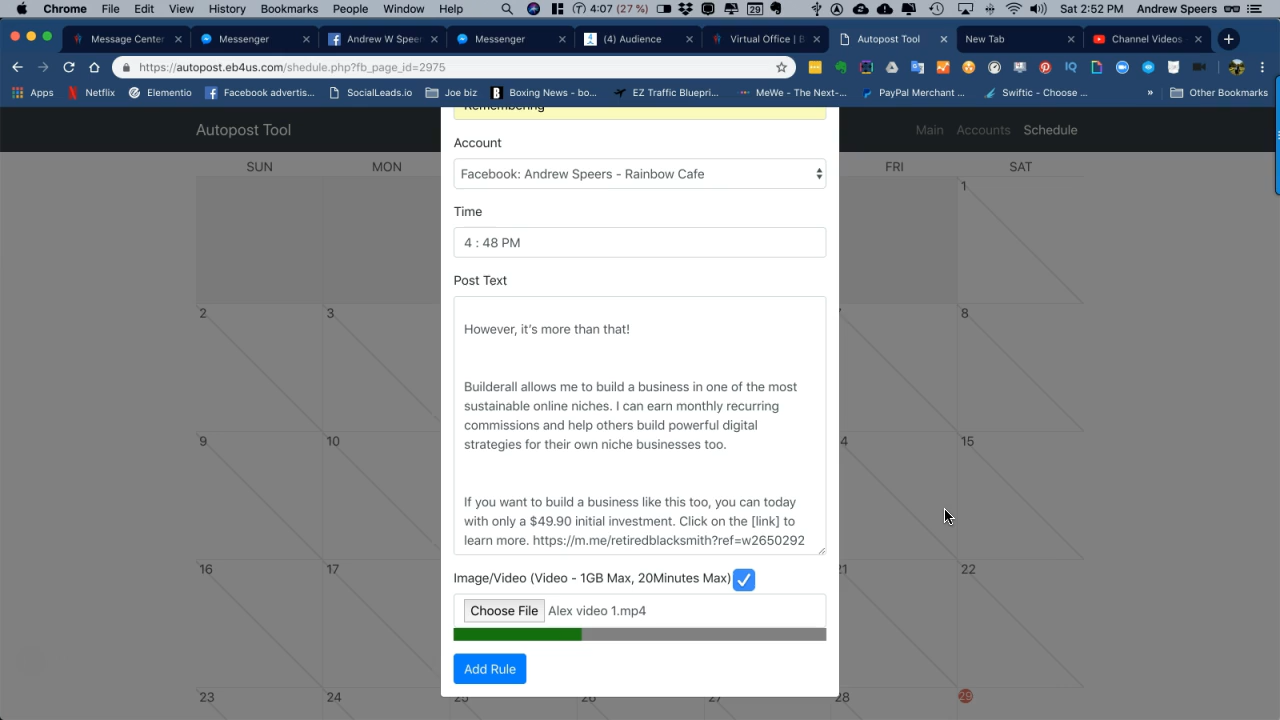 Chrome File Edit View History Bookmarks People Window Help 4:07 (27 %) 29 Sat 2:52 PM Andrew Speers
Message Center Messenger Andrew W Spee Messenger (4) Audience Virtual Office | B Autopost Tool New Tab Channel Videos
https://autopost.eb4us.com/shedule.php?fb_page_id=2975
Apps Netflix Elementio Facebook advertis... SocialLeads.io Joe biz Boxing News - bo... EZ Traffic Bluepri... MeWe - The Next-... PayPal Merchant ... Swiftic - Choose ... » Other Bookmarks
Remembering
Autopost Tool Main Accounts Schedule
Account
SUN MON FRI SAT
Facebook: Andrew Speers - Rainbow Cafe
1
Time
4 : 48 PM
Post Text
2 3 8
However, it's more than that!
Builderall allows me to build a business in one of the most
sustainable online niches. I can earn monthly recurring
commissions and help others build powerful digital
strategies for their own niche businesses too.
9 10 4 15
If you want to build a business like this too, you can today
with only a $49.90 initial investment. Click on the [link] to
learn more. https://m.me/retiredblacksmith?ref=w2650292
16 17 21 22
Image/Video (Video - 1GB Max, 20Minutes Max)
Choose File Alex video 1.mp4
Add Rule
23 24 25 26 27 28 29